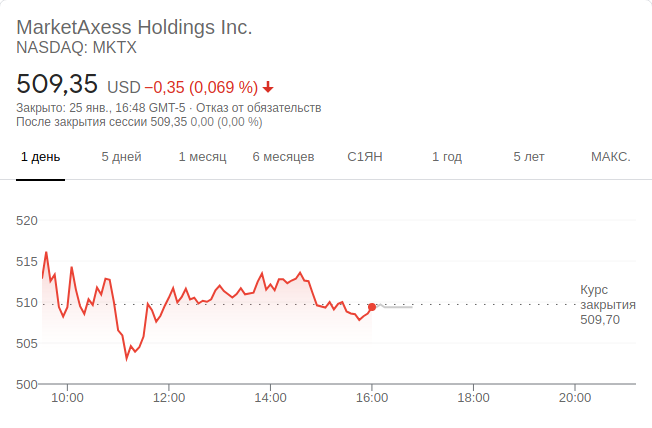 MarketAxess Holdings Inc.
NASDAQ: MKTX
509,35 USD −0,35 (0,069 %)
Закрыто: 25 янв., 16:48 GMT-5 · Отказ от обязательств
После закрытия сессии 509,35 0,00 (0,00 %)
1 день 5 дней 1 месяц 6 месяцев С1ЯН 1 год 5 лет МАКС.
520
515
510
505
500
Курс
закрытия
509,70
10:00 12:00 14:00 16:00 18:00 20:00